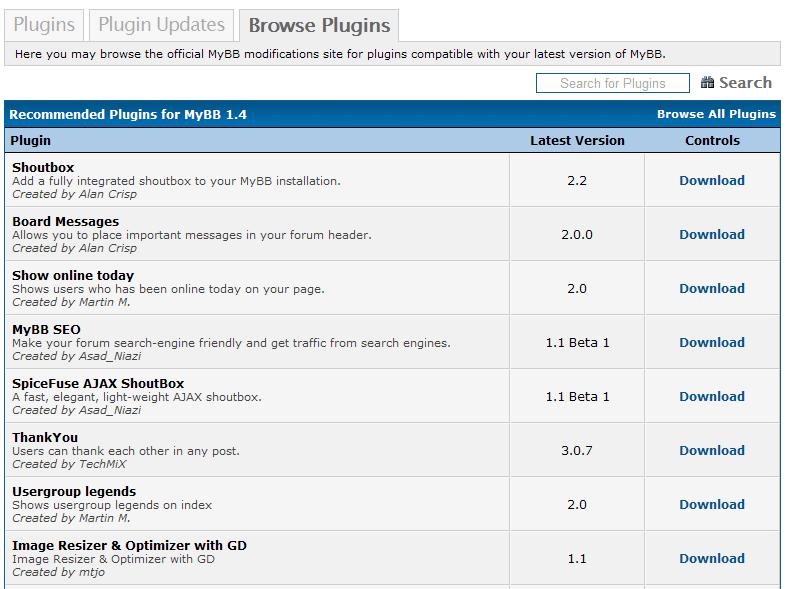 Plugins Plugin Updates Browse Plugins
Here you may browse the official MyBB modifications site for plugins compatible with your latest version of MyBB.
Search for Plugins Search
Recommended Plugins for MyBB 1.4 Browse All Plugins
Plugin Latest Version Controls
Shoutbox
Add a fully integrated shoutbox to your MyBB installation.
Created by Alan Crisp
2.2 Download
Board Messages
Allows you to place important messages in your forum header.
Created by Alan Crisp
2.0.0 Download
Show online today
Shows users who has been online today on your page.
Created by Martin M.
2.0 Download
MyBB SEO
Make your forum search-engine friendly and get traffic from search engines.
Created by Asad_Niazi
1.1 Beta 1 Download
SpiceFuse AJAX ShoutBox
A fast, elegant, light-weight AJAX shoutbox.
Created by Asad_Niazi
1.1 Beta 1 Download
ThankYou
Users can thank each other in any post.
Created by TechMiX
3.0.7 Download
Usergroup legends
Shows usergroup legends on index
Created by Martin M.
2.0 Download
Image Resizer & Optimizer with GD
Image Resizer & Optimizer with GD
Created by mtjo
1.1 Download